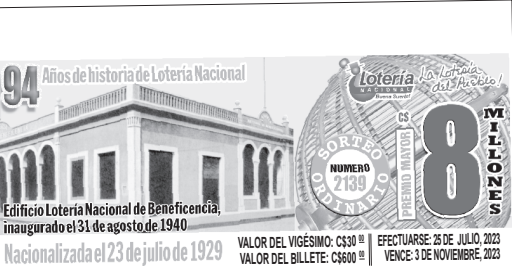 94 Años de historia de Lotería Nacional
Lotería
NACIONAL
¡Buena Suerte!
¡La Lotería
del Pueblo!
SORTEO
NUMERO
2139
ORDINARIO
PREMIO MAYOR C$
8
MILLONES
Edificio Lotería Nacional de Beneficencia,
inaugurado el 31 agosto de 1940
Nacionalizada el 23 de julio de 1929
VALOR DEL VIGÉSIMO: C$30 00
VALOR DEL BILLETE: C$600 00
EFECTUARSE: 25 DE JULIO, 2023
VENCE: 3 DE NOVIEMBRE, 2023